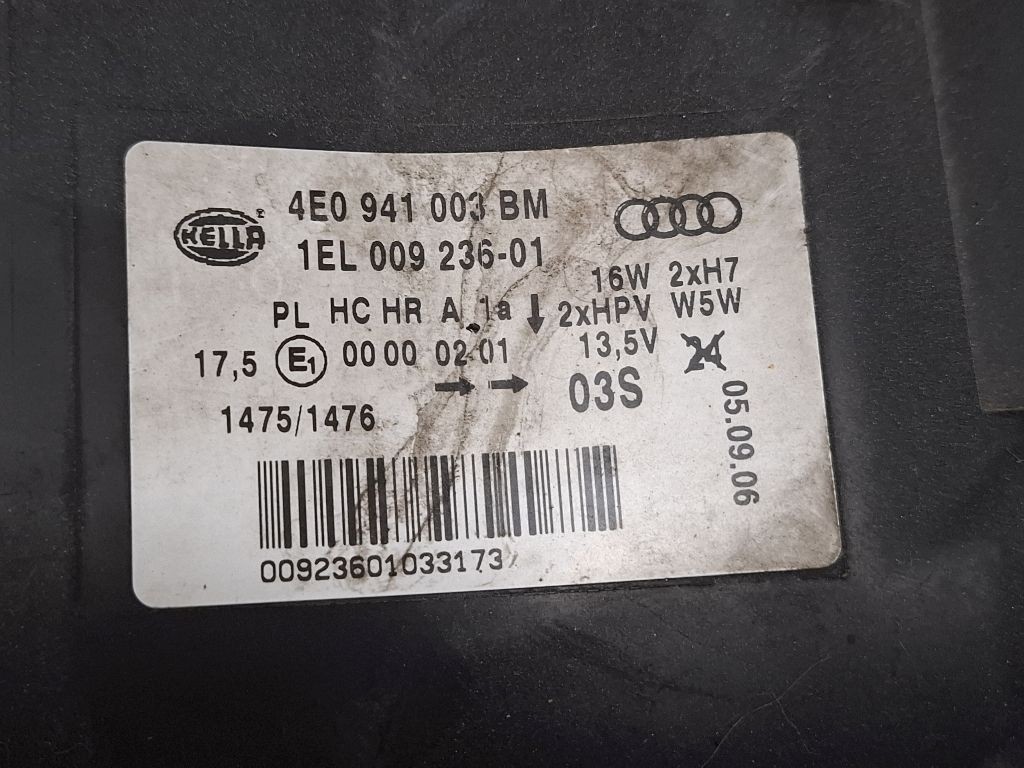 HELLA
4E0 941 003 BM
1EL 009 236-01
16W 2xH7
PL HC HR A 1a ↓ 2xHPV W5W
17,5 E1 00 00 02 01 13,5V 24
→ → 03S
1475/1476
05.09.06
00923601033173